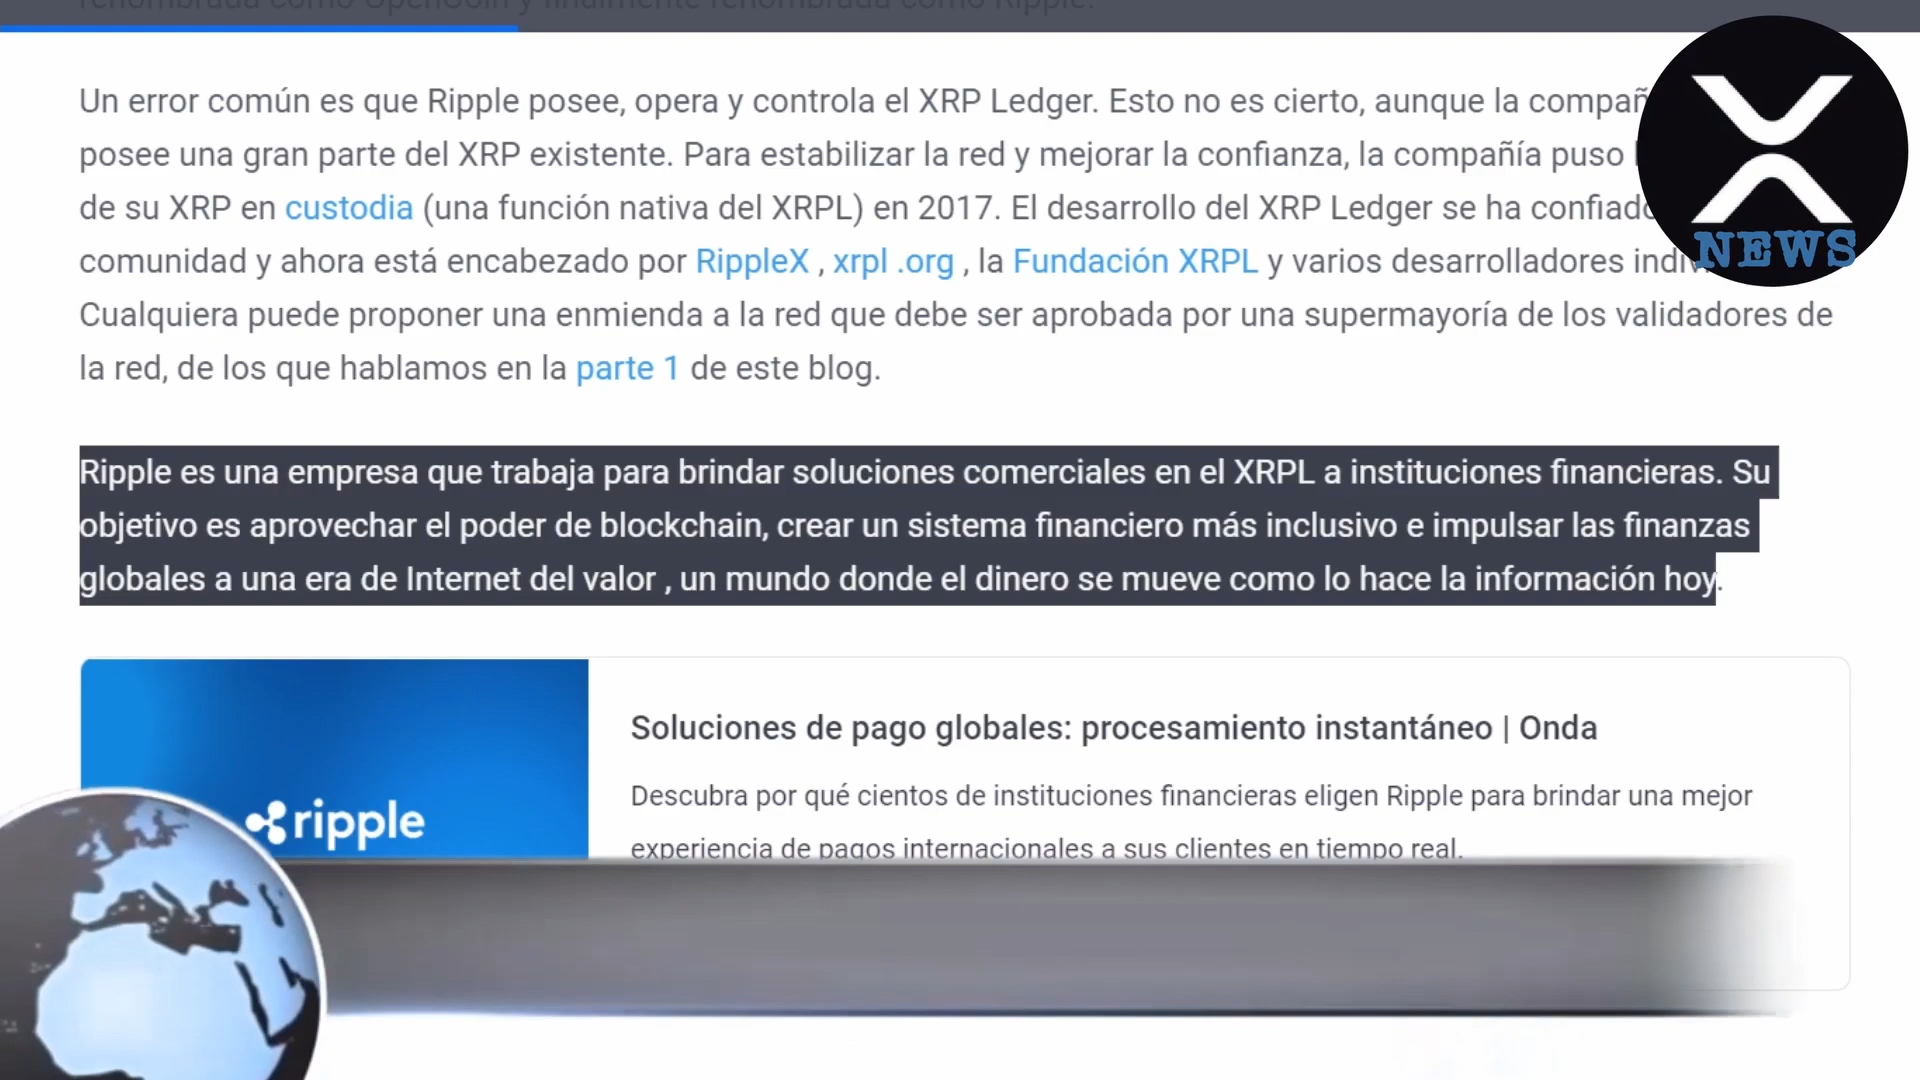 renombrada como OpenCoin y finalmente renombrada como Ripple.
Un error común es que Ripple posee, opera y controla el XRP Ledger. Esto no es cierto, aunque la
posee una gran parte del XRP existente. Para estabilizar la red y mejorar la confianza, la compañía puso
de su XRP en custodia (una función nativa del XRPL) en 2017. El desarrollo del XRP Ledger se ha
comunidad y ahora está encabezado por RippleX , xrpl .org , la Fundación XRPL y varios desarrolladores
Cualquiera puede proponer una enmienda a la red que debe ser aprobada por una supermayoría de los validadores de
la red, de los que hablamos en la parte 1 de este blog.
NEWS
Ripple es una empresa que trabaja para brindar soluciones comerciales en el XRPL a instituciones financieras. Su
objetivo es aprovechar el poder de blockchain, crear un sistema financiero más inclusivo e impulsar las finanzas
globales a una era de Internet del valor , un mundo donde el dinero se mueve como lo hace la información hoy.
ripple
Soluciones de pago globales: procesamiento instantáneo | Onda
Descubra por qué cientos de instituciones financieras eligen Ripple para brindar una mejor
experiencia de pagos internacionales a sus clientes en tiempo real.